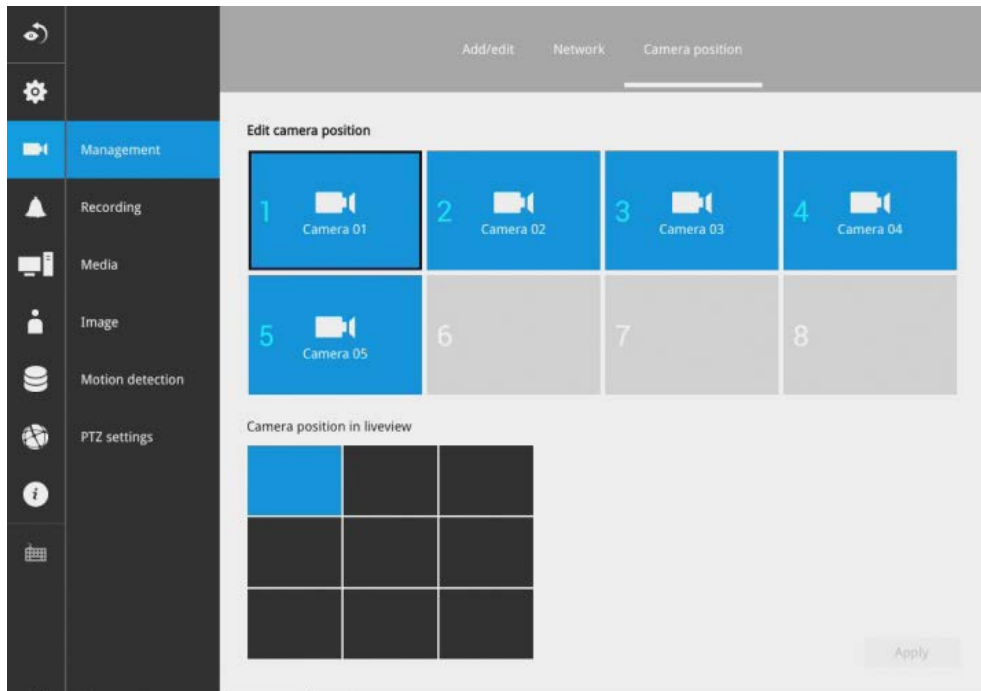 Add/edit Network Camera position
Edit camera position
Management
1 Camera 01
2 Camera 02
3 Camera 03
4 Camera 04
Recording
Media
Image
5 Camera 05
6
7
8
Motion detection
PTZ settings
Camera position in liveview
i
Apply